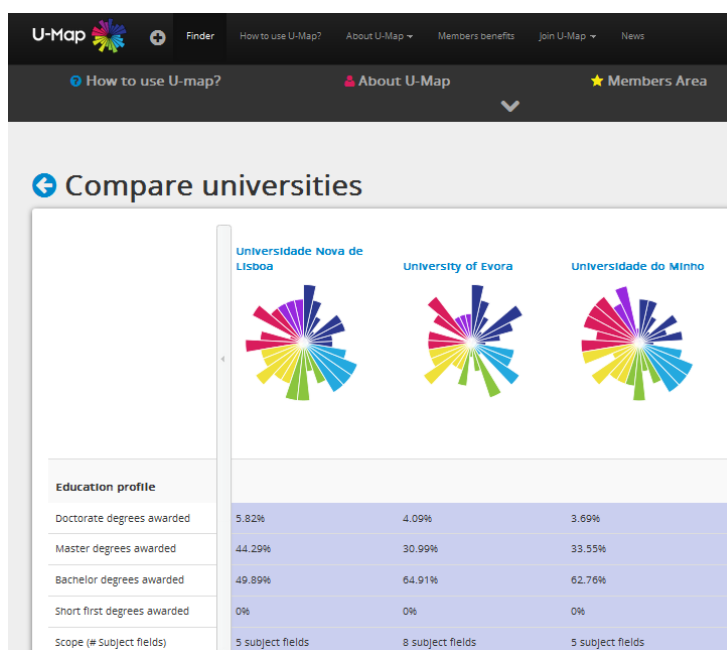 U-Map Finder How to use U-Map? About U-Map Members benefits Join U-Map News
How to use U-map? About U-Map Members Area
Compare universities
Universidade Nova de
Lisboa University of Evora Universidade do Minho
Education profile
Doctorate degrees awarded 5.82% 4.09% 3.69%
Master degrees awarded 44.29% 30.99% 33.55%
Bachelor degrees awarded 49.89% 64.91% 62.76%
Short first degrees awarded 0% 0% 0%
Scope (# Subject fields) 5 subject fields 8 subject fields 5 subject fields